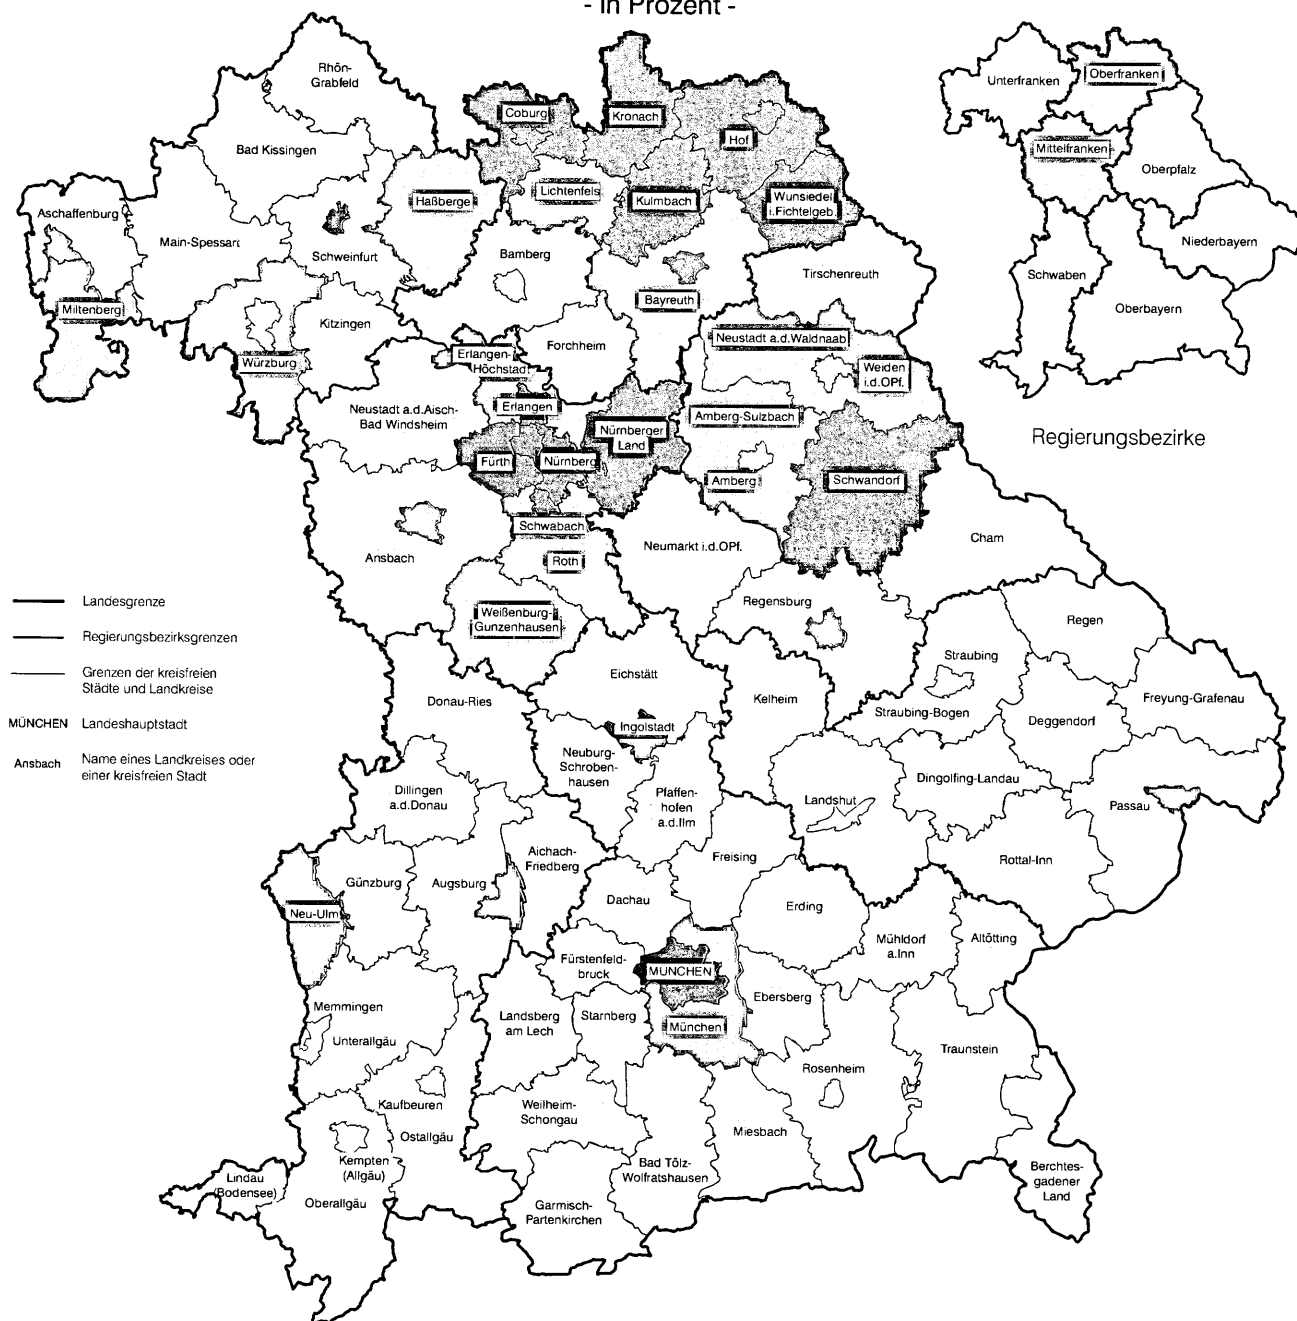 - In Prozent -
Rhön-
Grabfeld
Coburg
Kronach
Hof
Bad Kissingen
Haßberge
Lichtenfels
Kulmbach
Wunsiedel
i.Fichtelgeb.
Aschaffenburg
Main-Spessart
Schweinfurt
Bamberg
Tirschenreuth
Miltenberg
Kitzingen
Bayreuth
Würzburg
Erlangen-
Höchstadt
Forchheim
Neustadt a.d.Waldnaab
Weiden
i.d.OPf.
Neustadt a.d.Aisch-
Bad Windsheim
Erlangen
Nürnberger
Land
Amberg-Sulzbach
Fürth
Nürnberg
Amberg
Schwandorf
Schwabach
Ansbach
Roth
Neumarkt i.d.OPf.
Cham
Weißenburg-
Gunzenhausen
Regensburg
Regen
Eichstätt
Straubing
Donau-Ries
Kelheim
Straubing-Bogen
Deggendorf
Freyung-Grafenau
Ingolstadt
Neuburg-
Schroben-
hausen
Dingolfing-Landau
Dillingen
a.d.Donau
Pfaffen-
hofen
a.d.Ilm
Landshut
Passau
Aichach-
Friedberg
Freising
Rottal-Inn
Günzburg
Augsburg
Dachau
Erding
Neu-Ulm
Mühldorf
a.Inn
Altötting
Fürstenfeld-
bruck
MÜNCHEN
Ebersberg
Memmingen
Landsberg
am Lech
Starnberg
München
Unterallgäu
Traunstein
Rosenheim
Kaufbeuren
Weilheim-
Schongau
Ostallgäu
Miesbach
Kempten
(Allgäu)
Bad Tölz-
Wolfratshausen
Lindau
(Bodensee)
Oberallgäu
Garmisch-
Partenkirchen
Berchtes-
gadener
Land
Unterfranken
Oberfranken
Mittelfranken
Oberpfalz
Niederbayern
Schwaben
Oberbayern
Regierungsbezirke
Landesgrenze
Regierungsbezirksgrenzen
Grenzen der kreisfreien
Städte und Landkreise
MÜNCHEN Landeshauptstadt
Ansbach Name eines Landkreises oder
einer kreisfreien Stadt